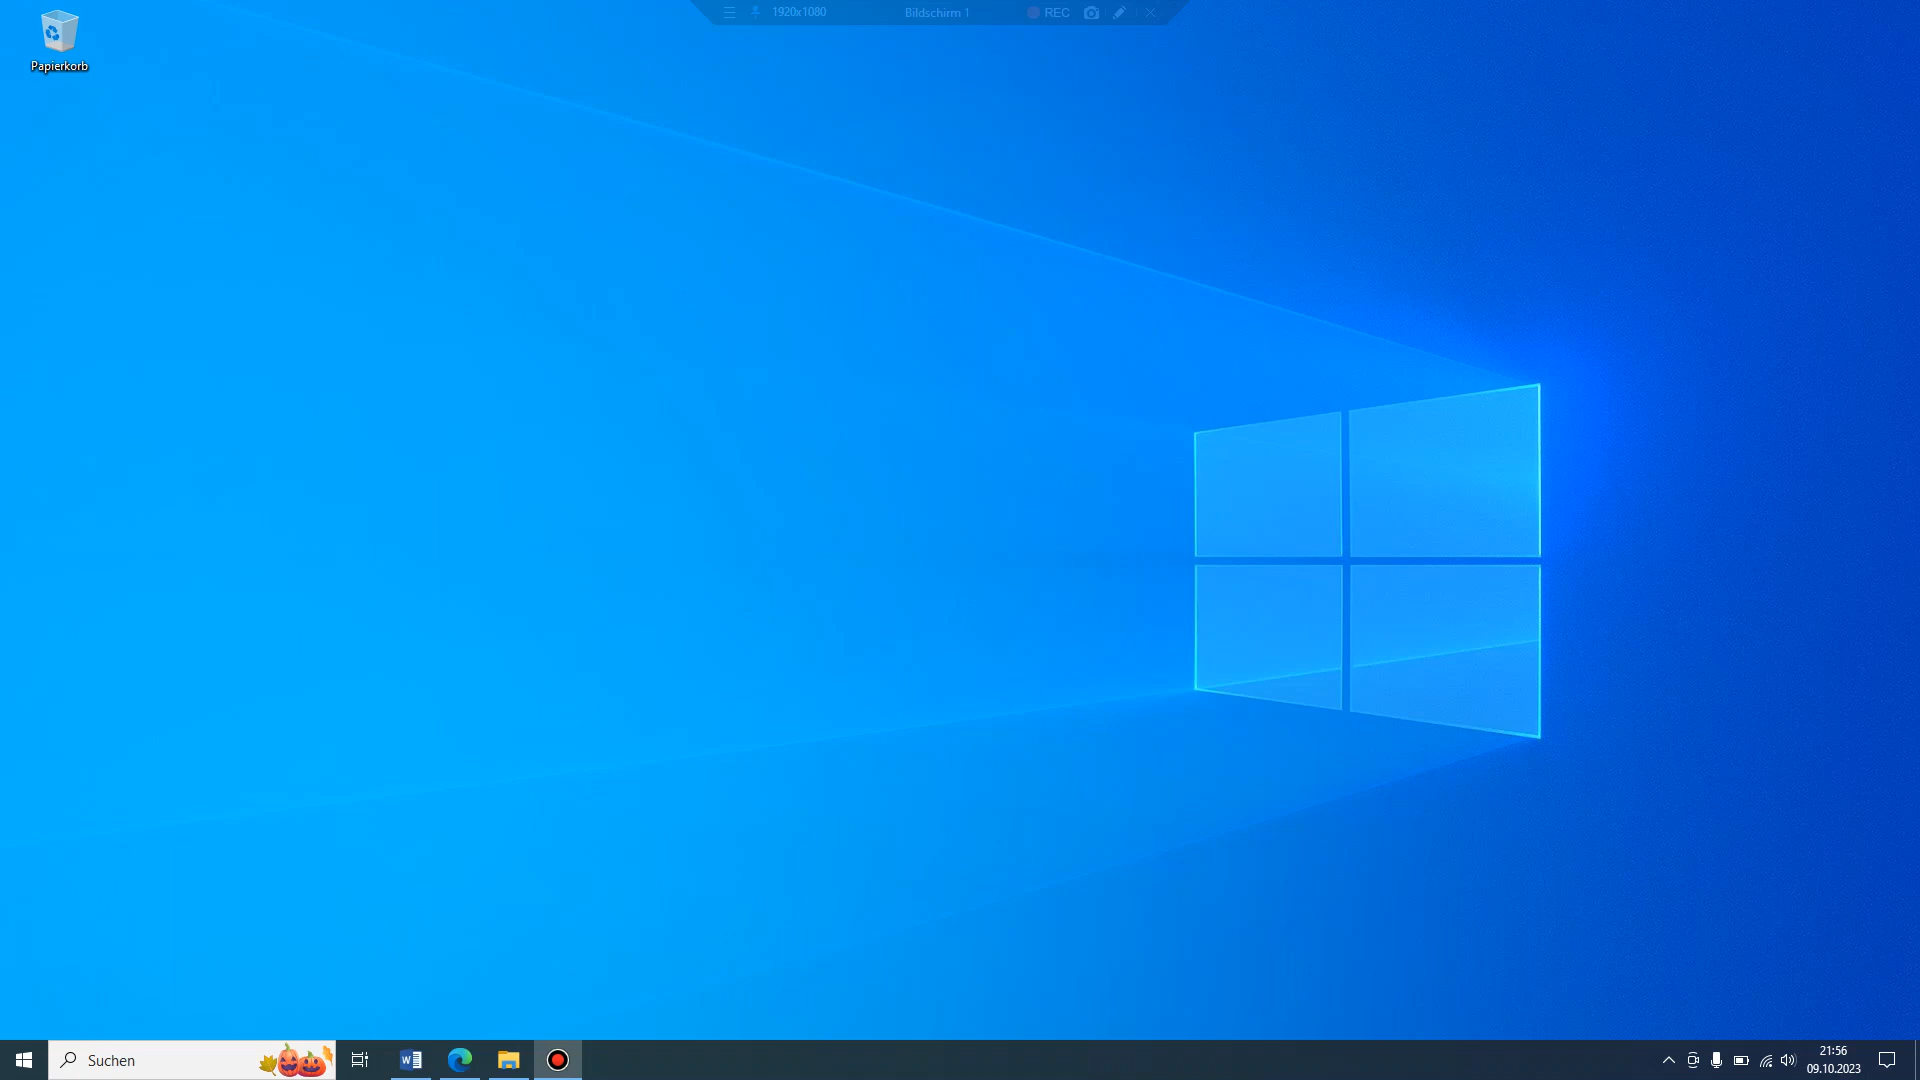 1920x1080
Bildschirm 1
REC
Papierkorb
Suchen
W
21:56
09.10.2023